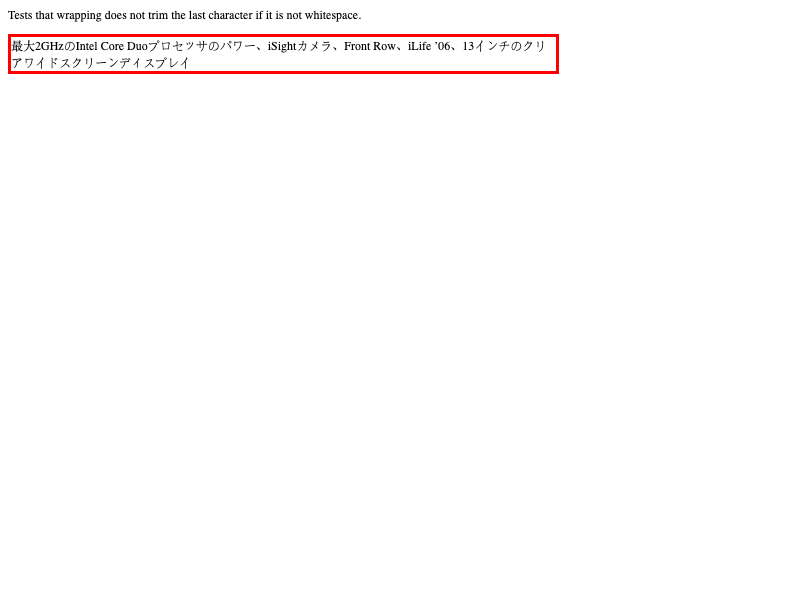 Tests that wrapping does not trim the last character if it is not whitespace.
最大2GHzのIntel Core Duoプロセッサのパワー、iSightカメラ、Front Row、iLife ’06、13インチのクリ
アワイドスクリーンディスプレイ